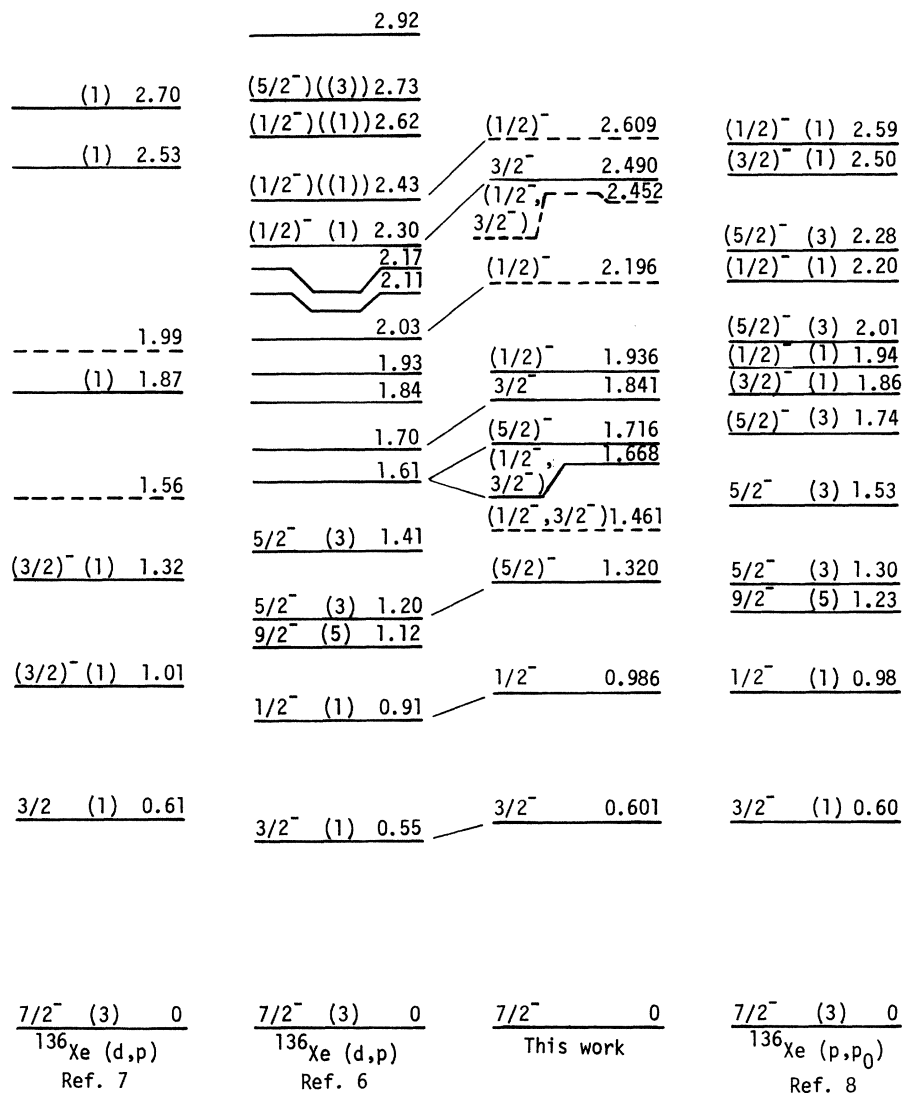 (1) 2.70
(1) 2.53
1.99
(1) 1.87
1.56
(3/2)⁻ (1) 1.32
(3/2)⁻ (1) 1.01
3/2 (1) 0.61
7/2⁻ (3) 0
¹³⁶Xe (d,p)
Ref. 7
2.92
(5/2⁻)((3)) 2.73
(1/2⁻)((1)) 2.62
(1/2⁻)((1)) 2.43
(1/2)⁻ (1) 2.30
2.17
2.11
2.03
1.93
1.84
1.70
1.61
5/2⁻ (3) 1.41
5/2⁻ (3) 1.20
9/2⁻ (5) 1.12
1/2⁻ (1) 0.91
3/2⁻ (1) 0.55
7/2⁻ (3) 0
¹³⁶Xe (d,p)
Ref. 6
(1/2)⁻ 2.609
3/2⁻ 2.490
(1/2⁻, 2.452
3/2⁻)
(1/2)⁻ 2.196
(1/2)⁻ 1.936
3/2⁻ 1.841
(5/2)⁻ 1.716
(1/2⁻, 1.668
3/2⁻)
(1/2⁻,3/2⁻) 1.461
(5/2)⁻ 1.320
1/2⁻ 0.986
3/2⁻ 0.601
7/2⁻ 0
This work
(1/2)⁻ (1) 2.59
(3/2)⁻ (1) 2.50
(5/2)⁻ (3) 2.28
(1/2)⁻ (1) 2.20
(5/2)⁻ (3) 2.01
(1/2)⁻ (1) 1.94
(3/2)⁻ (1) 1.86
(5/2)⁻ (3) 1.74
5/2⁻ (3) 1.53
5/2⁻ (3) 1.30
9/2⁻ (5) 1.23
1/2⁻ (1) 0.98
3/2⁻ (1) 0.60
7/2⁻ (3) 0
¹³⁶Xe (p,p₀)
Ref. 8